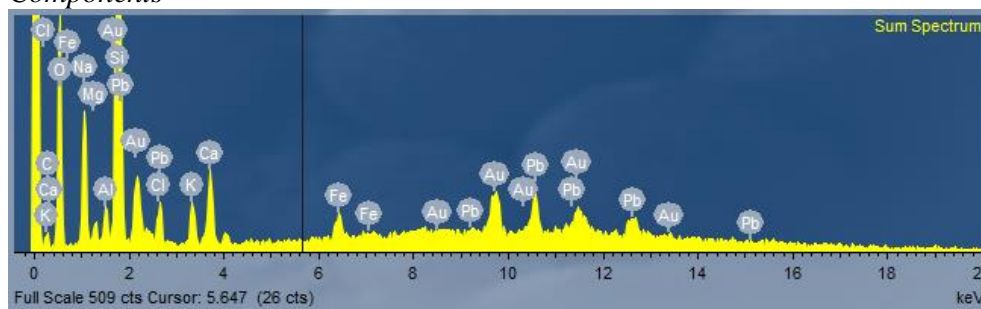 Components
Sum Spectrum
Cl Au
Fe
O Na Si
Mg Pb
Au
C Pb Ca
Ca Al Cl K
K
Fe Fe Au Pb Au Au Pb Pb Au Pb Au Pb
0 2 4 6 8 10 12 14 16 18 2
Full Scale 509 cts Cursor: 5.647 (26 cts) keV